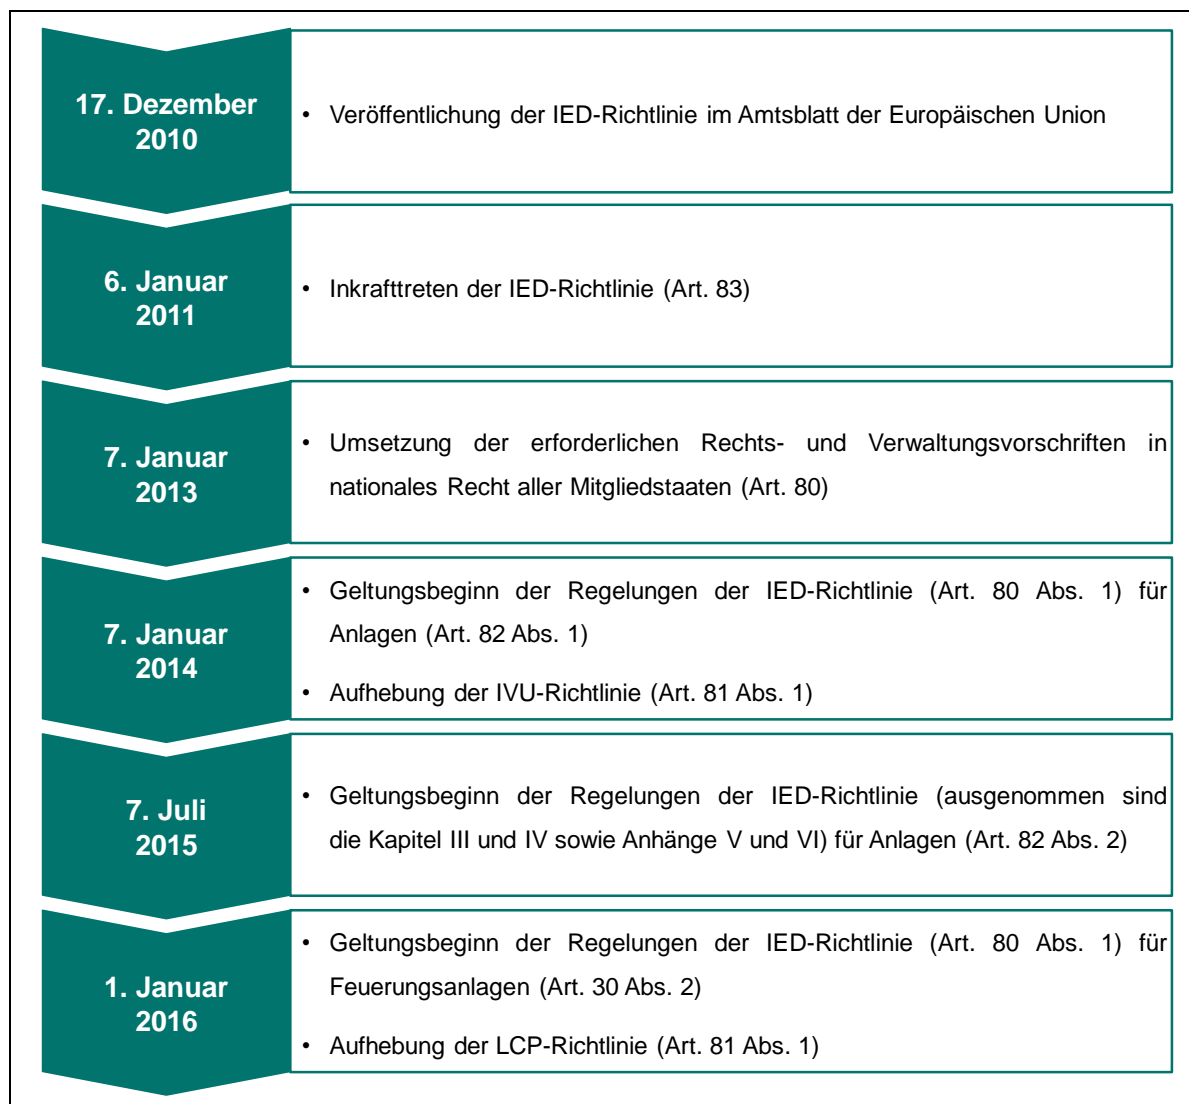 17. Dezember
2010
• Veröffentlichung der IED-Richtlinie im Amtsblatt der Europäischen Union
6. Januar
2011
• Inkrafttreten der IED-Richtlinie (Art. 83)
7. Januar
2013
• Umsetzung der erforderlichen Rechts- und Verwaltungsvorschriften in
nationales Recht aller Mitgliedstaaten (Art. 80)
7. Januar
2014
• Geltungsbeginn der Regelungen der IED-Richtlinie (Art. 80 Abs. 1) für
Anlagen (Art. 82 Abs. 1)
• Aufhebung der IVU-Richtlinie (Art. 81 Abs. 1)
7. Juli
2015
• Geltungsbeginn der Regelungen der IED-Richtlinie (ausgenommen sind
die Kapitel III und IV sowie Anhänge V und VI) für Anlagen (Art. 82 Abs. 2)
1. Januar
2016
• Geltungsbeginn der Regelungen der IED-Richtlinie (Art. 80 Abs. 1) für
Feuerungsanlagen (Art. 30 Abs. 2)
• Aufhebung der LCP-Richtlinie (Art. 81 Abs. 1)